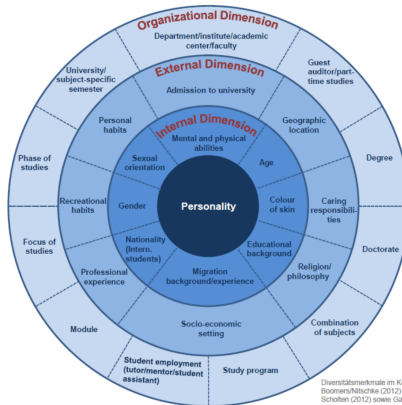 Organizational Dimension
Department/institute/academic
center/faculty
University/
subject-specific
semester
Guest
auditor/part-
time studies
External Dimension
Admission to university
Personal
habits
Geographic
location
Internal Dimension
Mental and physical
abilities
Phase of
studies
Degree
Sexual
orientation
Age
Recreational
habits
Gender
Personality
Colour
of skin
Caring
responsibili-
ties
Focus of
studies
Doctorate
Nationality
(Intern.
students)
Educational
background
Professional
experience
Migration
background/experience
Religion/
philosophy
Module
Socio-economic
setting
Combination
of subjects
Student employment
(tutor/mentor/student
assistant)
Study program
Diversitätsmerkmale im
Boomers/Nitschke (2012)
Scholten (2012) sowie